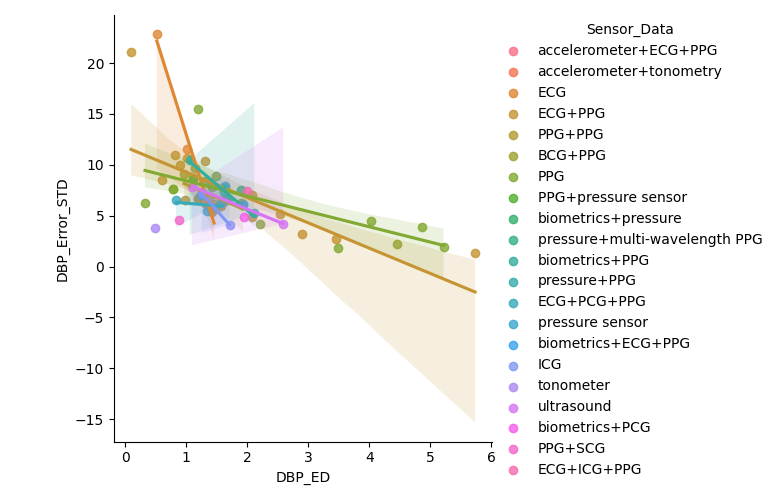 Sensor_Data
accelerometer+ECG+PPG
accelerometer+tonometry
ECG
ECG+PPG
PPG+PPG
BCG+PPG
PPG
PPG+pressure sensor
biometrics+pressure
pressure+multi-wavelength PPG
biometrics+PPG
pressure+PPG
ECG+PCG+PPG
pressure sensor
biometrics+ECG+PPG
ICG
tonometer
ultrasound
biometrics+PCG
PPG+SCG
ECG+ICG+PPG
DBP_Error_STD
20
15
10
5
0
−5
−10
−15
0 1 2 3 4 5 6
DBP_ED